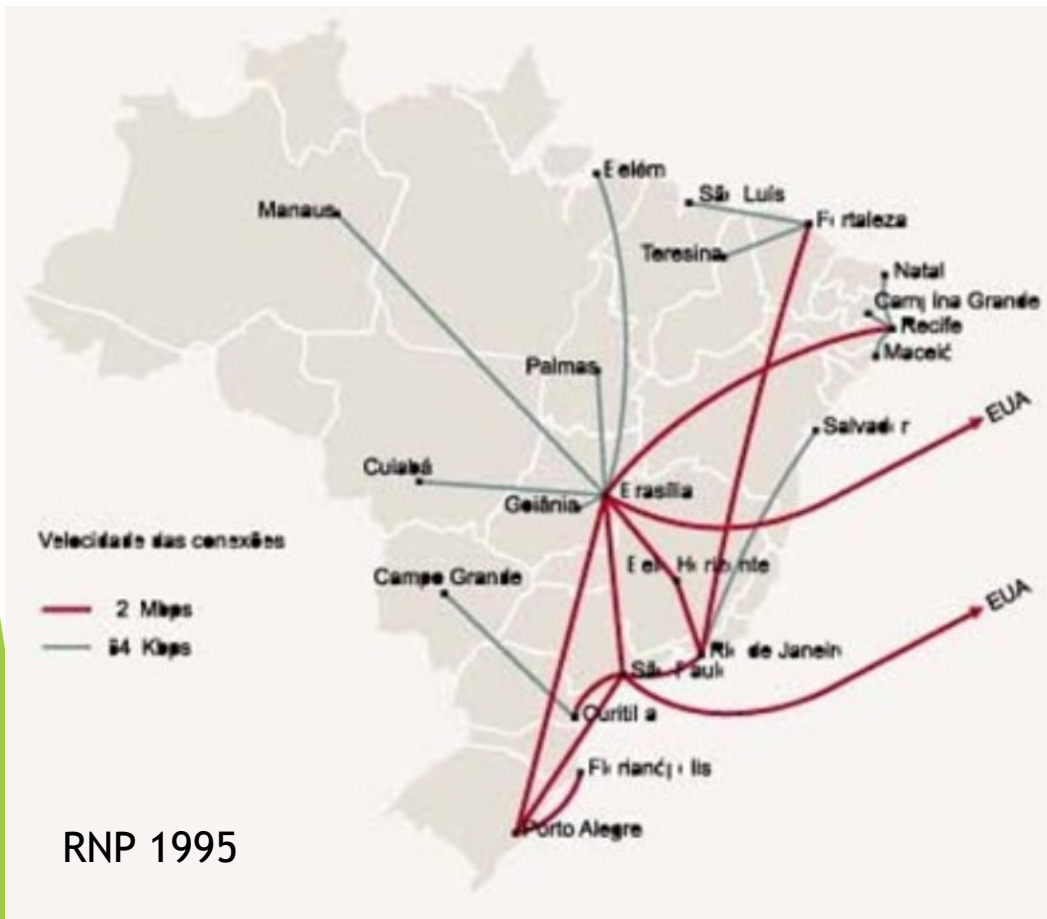 Belém
São Luís
Manaus
Fortaleza
Teresina
Natal
Campina Grande
Recife
Maceió
Palmas
EUA
Salvador
Cuiabá
Brasília
Goiânia
Velocidade das conexões
Belo Horizonte
Campo Grande
EUA
2 Mbps
64 Kbps
Rio de Janeiro
São Paulo
Curitiba
Florianópolis
Porto Alegre
RNP 1995